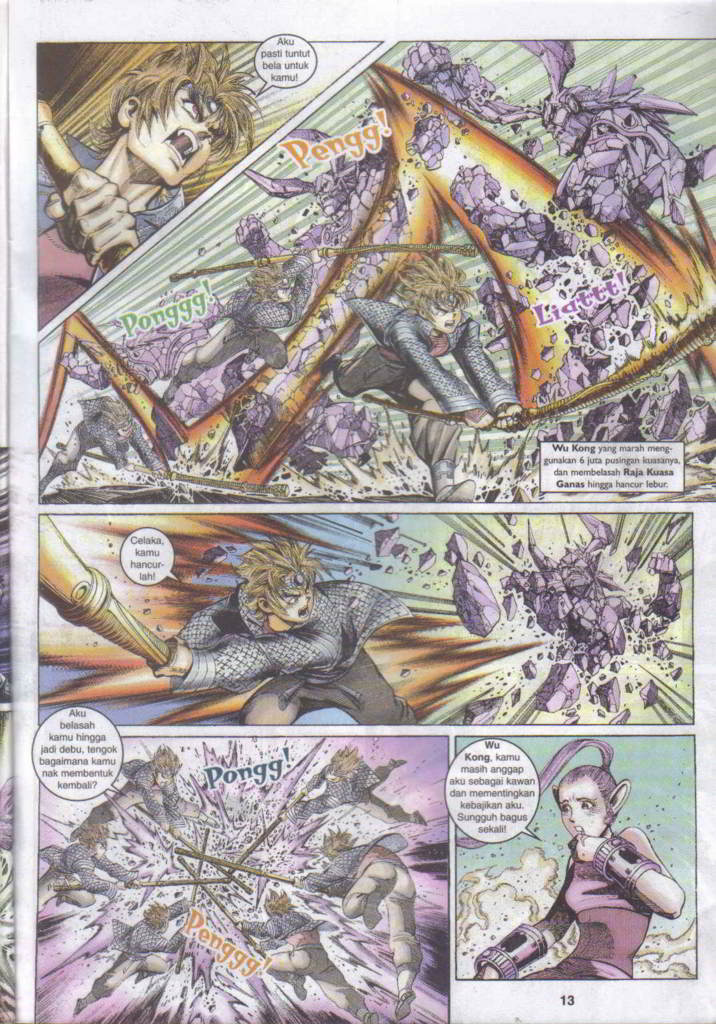 Aku
pasti tuntut
bela untuk
kamu!
Pengg!
Ponggg!
Liattt!
Wu Kong yang marah meng-
gunakan 6 juta pusingan kuasanya,
dan membelasah Raja Kuasa
Ganas hingga hancur lebur.
Celaka,
kamu
hancur-
lah!
Aku
belasah
kamu hingga
jadi debu, tengok
bagaimana kamu
nak membentuk
kembali?
Pongg!
Pengggg!
Wu
Kong, kamu
masih anggap
aku sebagai kawan
dan mementingkan
kebajikan aku.
Sungguh bagus
sekali!
13